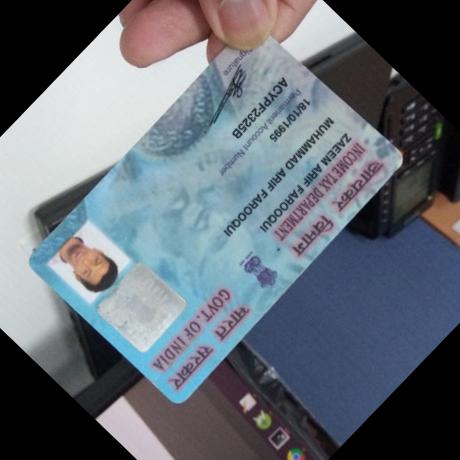 आयकर विभाग
INCOME TAX DEPARTMENT
भारत सरकार
GOVT. OF INDIA
ZAEEM ARIF FAROOQUI
MUHAMMAD ARIF FAROOQUI
18/10/1995
Permanent Account Number
ACYPF2325B
Signature